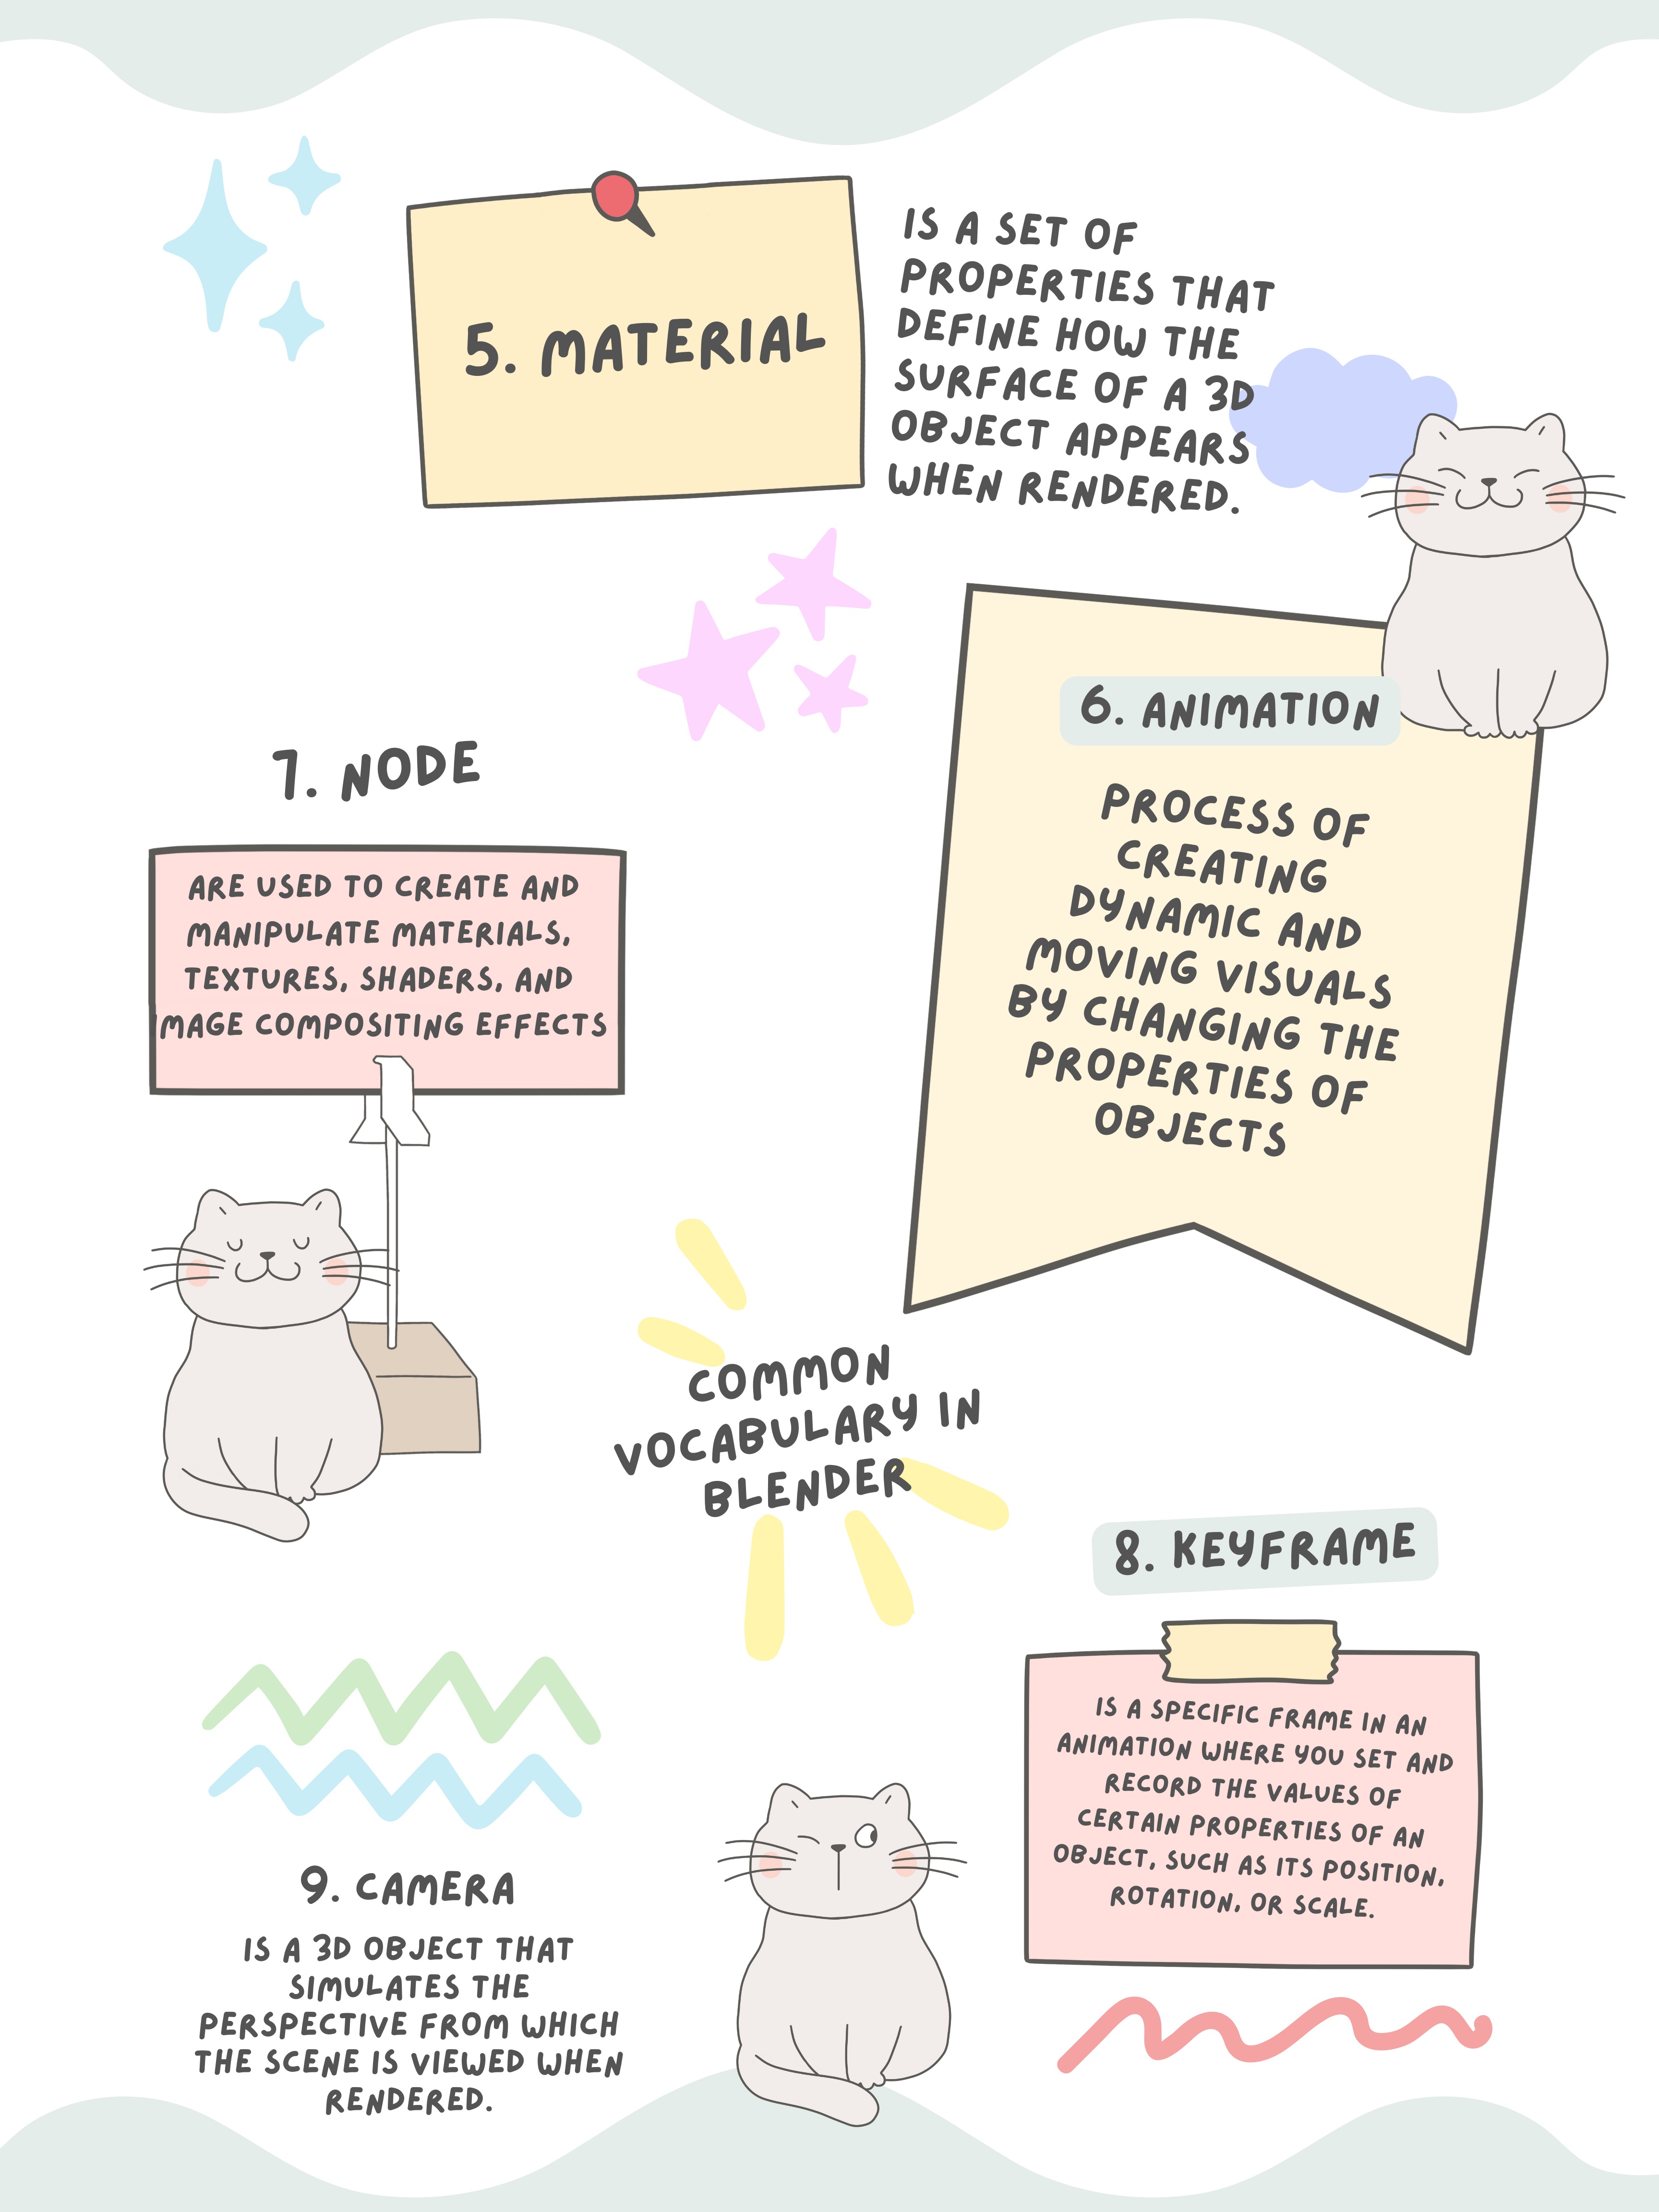 5. MATERIAL
IS A SET OF
PROPERTIES THAT
DEFINE HOW THE
SURFACE OF A 3D
OBJECT APPEARS
WHEN RENDERED.
6. ANIMATION
PROCESS OF
CREATING
DYNAMIC AND
MOVING VISUALS
BY CHANGING THE
PROPERTIES OF
OBJECTS
7. NODE
ARE USED TO CREATE AND
MANIPULATE MATERIALS,
TEXTURES, SHADERS, AND
IMAGE COMPOSITING EFFECTS
COMMON
VOCABULARY IN
BLENDER
8. KEYFRAME
IS A SPECIFIC FRAME IN AN
ANIMATION WHERE YOU SET AND
RECORD THE VALUES OF
CERTAIN PROPERTIES OF AN
OBJECT, SUCH AS ITS POSITION,
ROTATION, OR SCALE.
9. CAMERA
IS A 3D OBJECT THAT
SIMULATES THE
PERSPECTIVE FROM WHICH
THE SCENE IS VIEWED WHEN
RENDERED.